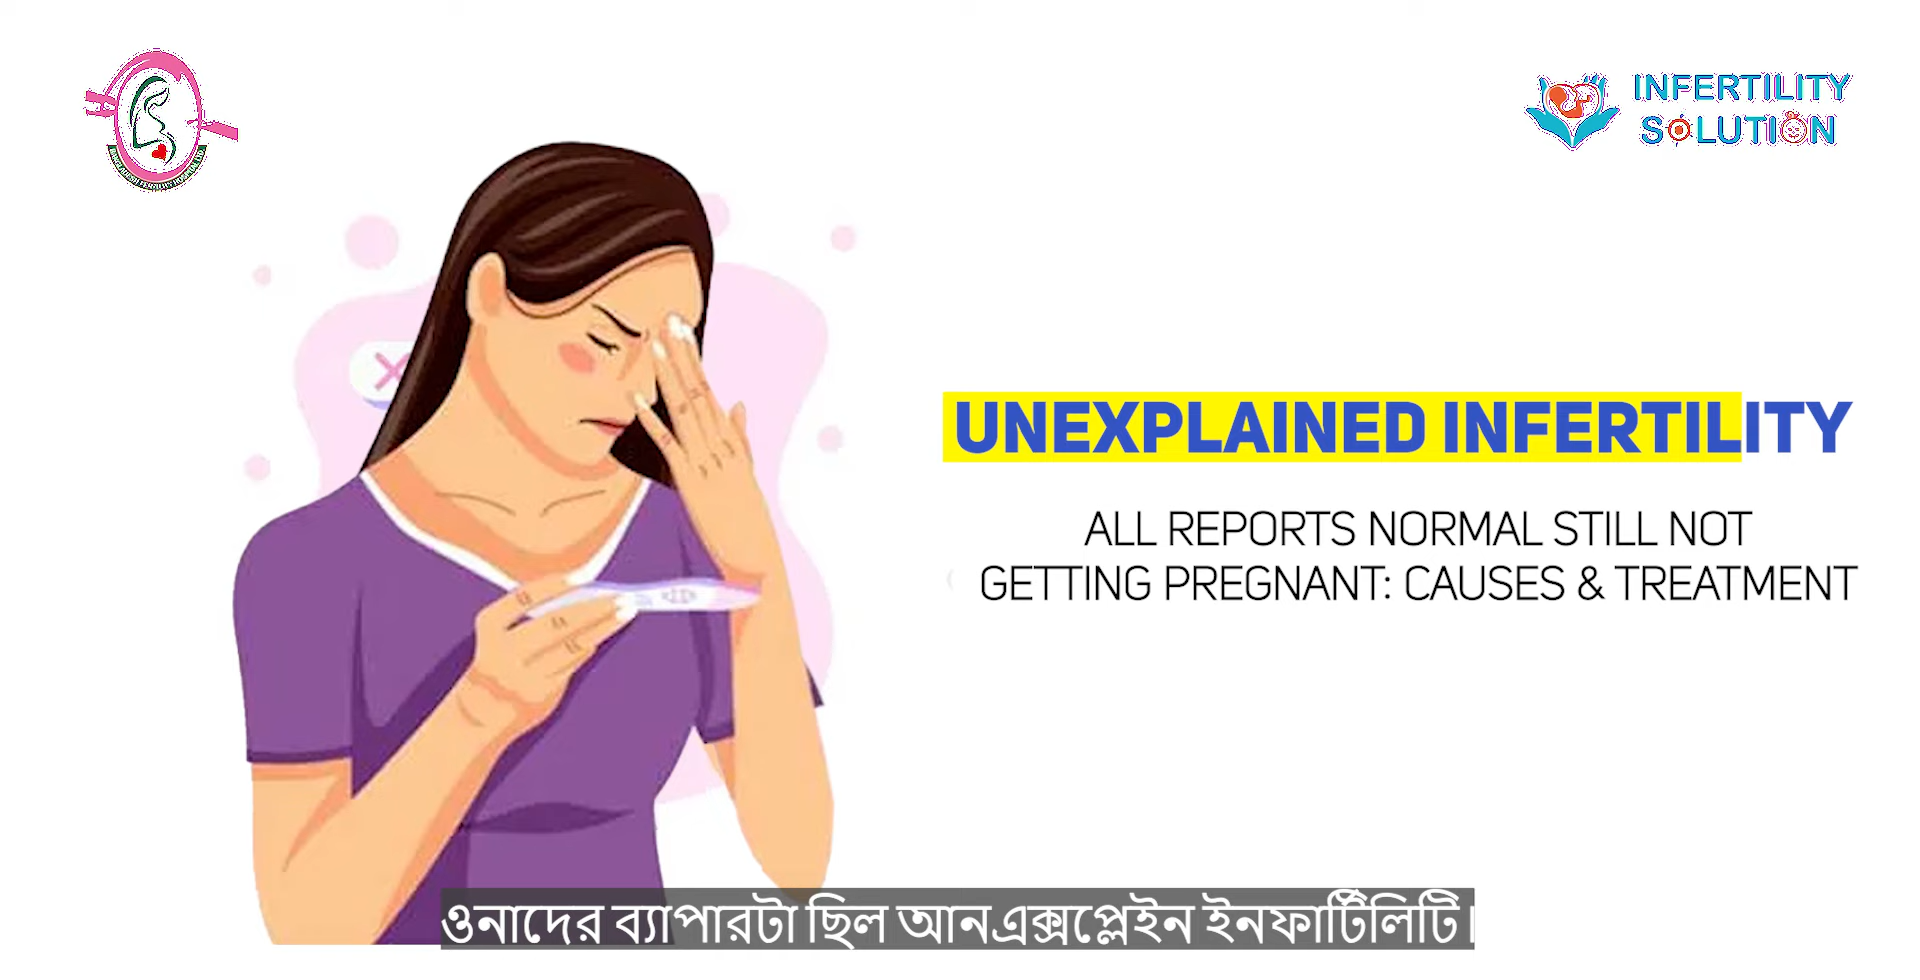 INFERTILITY
SOLUTION
UNEXPLAINED INFERTILITY
ALL REPORTS NORMAL STILL NOT
GETTING PREGNANT: CAUSES & TREATMENT
ওনাদের ব্যাপারটা ছিল আনএক্সপ্লেইন ইনফার্টিলিটি।